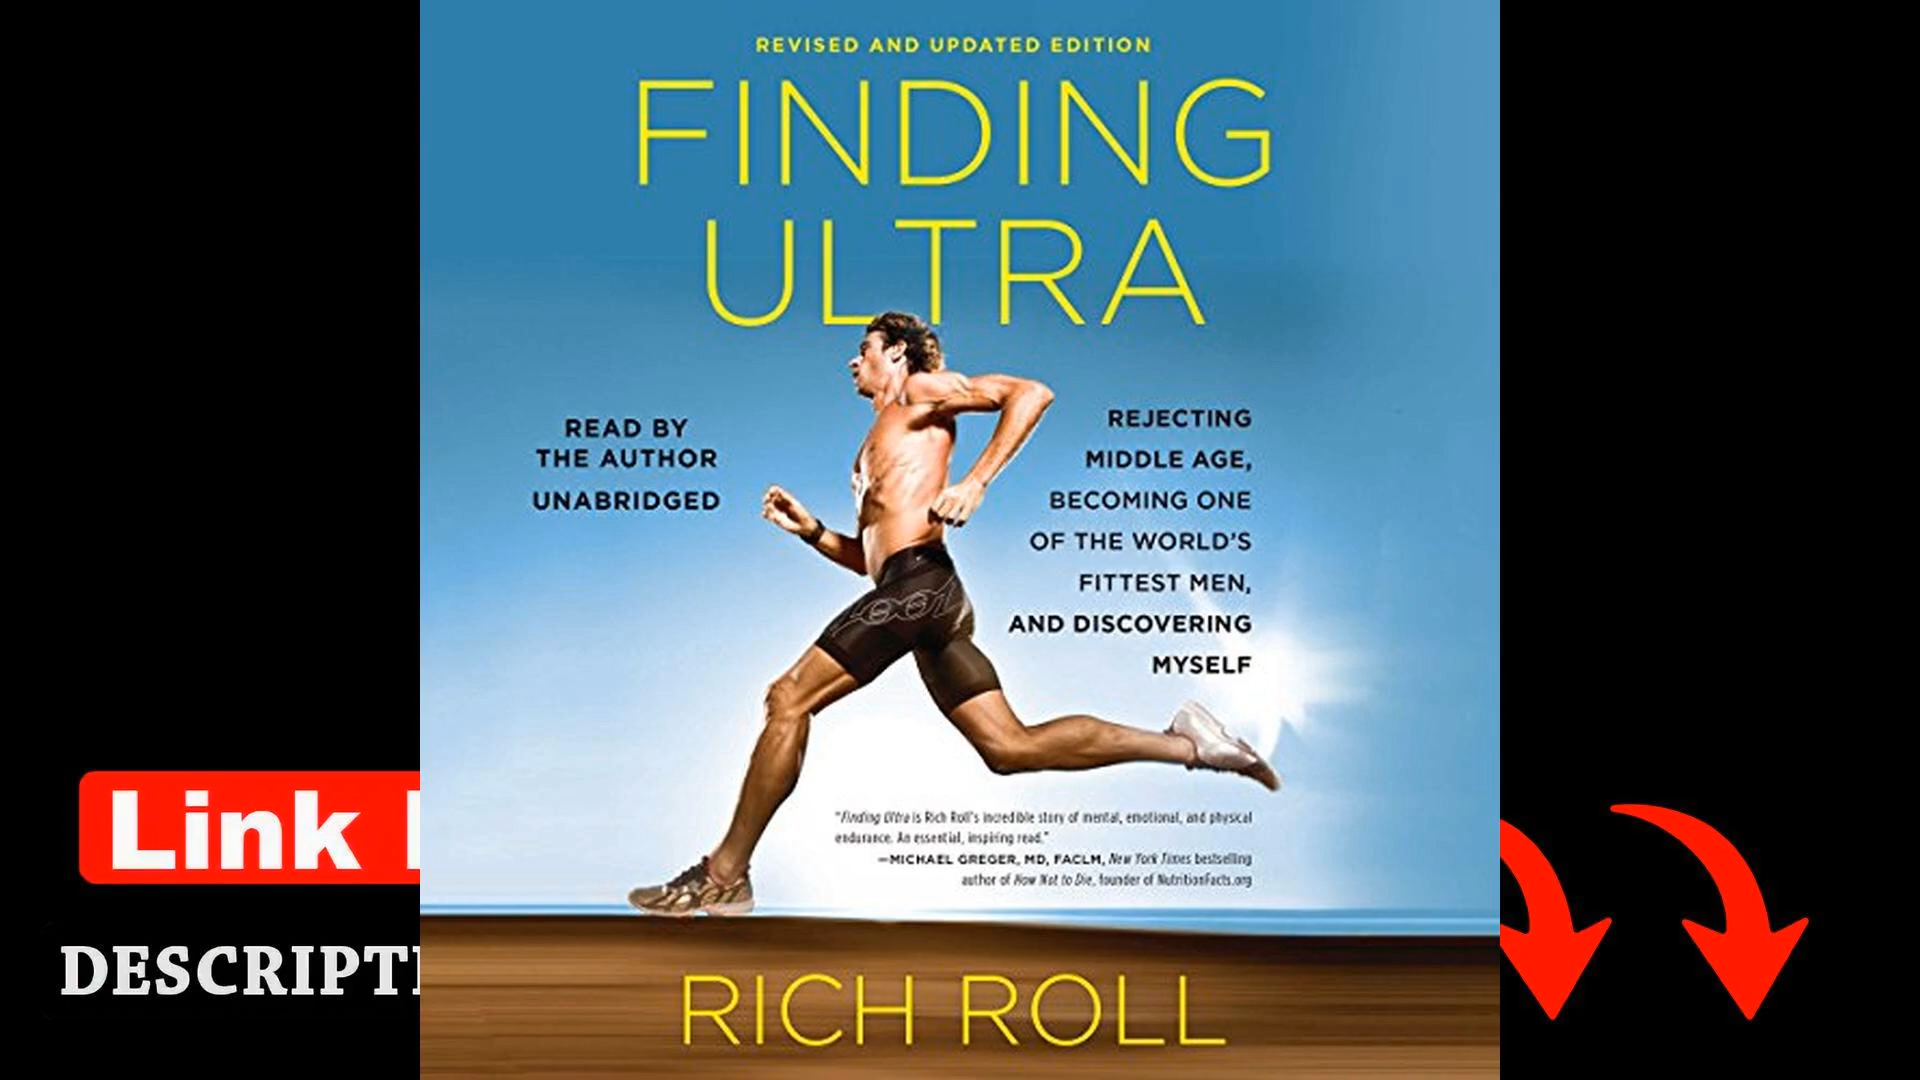 REVISED AND UPDATED EDITION
FINDING
ULTRA
READ BY
THE AUTHOR
UNABRIDGED
REJECTING
MIDDLE AGE,
BECOMING ONE
OF THE WORLD'S
FITTEST MEN,
AND DISCOVERING
MYSELF
"Finding Ultra is Rich Roll's incredible story of mental, emotional, and physical
endurance. An essential, inspiring read."
—MICHAEL GREGER, MD, FACLM, New York Times bestselling
author of How Not to Die, founder of NutritionFacts.org
RICH ROLL
Link